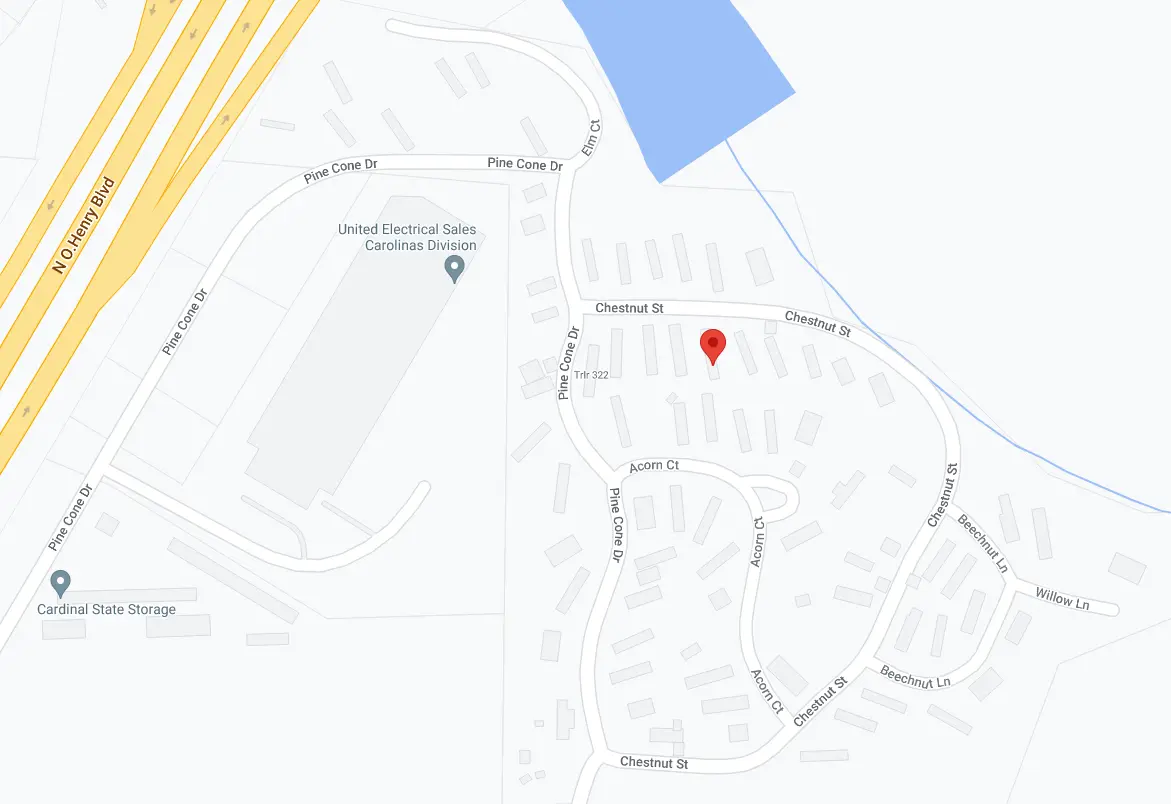 Elm Ct
Pine Cone Dr
Pine Cone Dr
N O.Henry Blvd
United Electrical Sales
Carolinas Division
Pine Cone Dr
Chestnut St
Chestnut St
Pine Cone Dr
Trlr 322
Acorn Ct
Chestnut St
Pine Cone Dr
Pine Cone Dr
Acorn Ct
Beechnut Ln
Cardinal State Storage
Willow Ln
Beechnut Ln
Acorn Ct
Chestnut St
Chestnut St